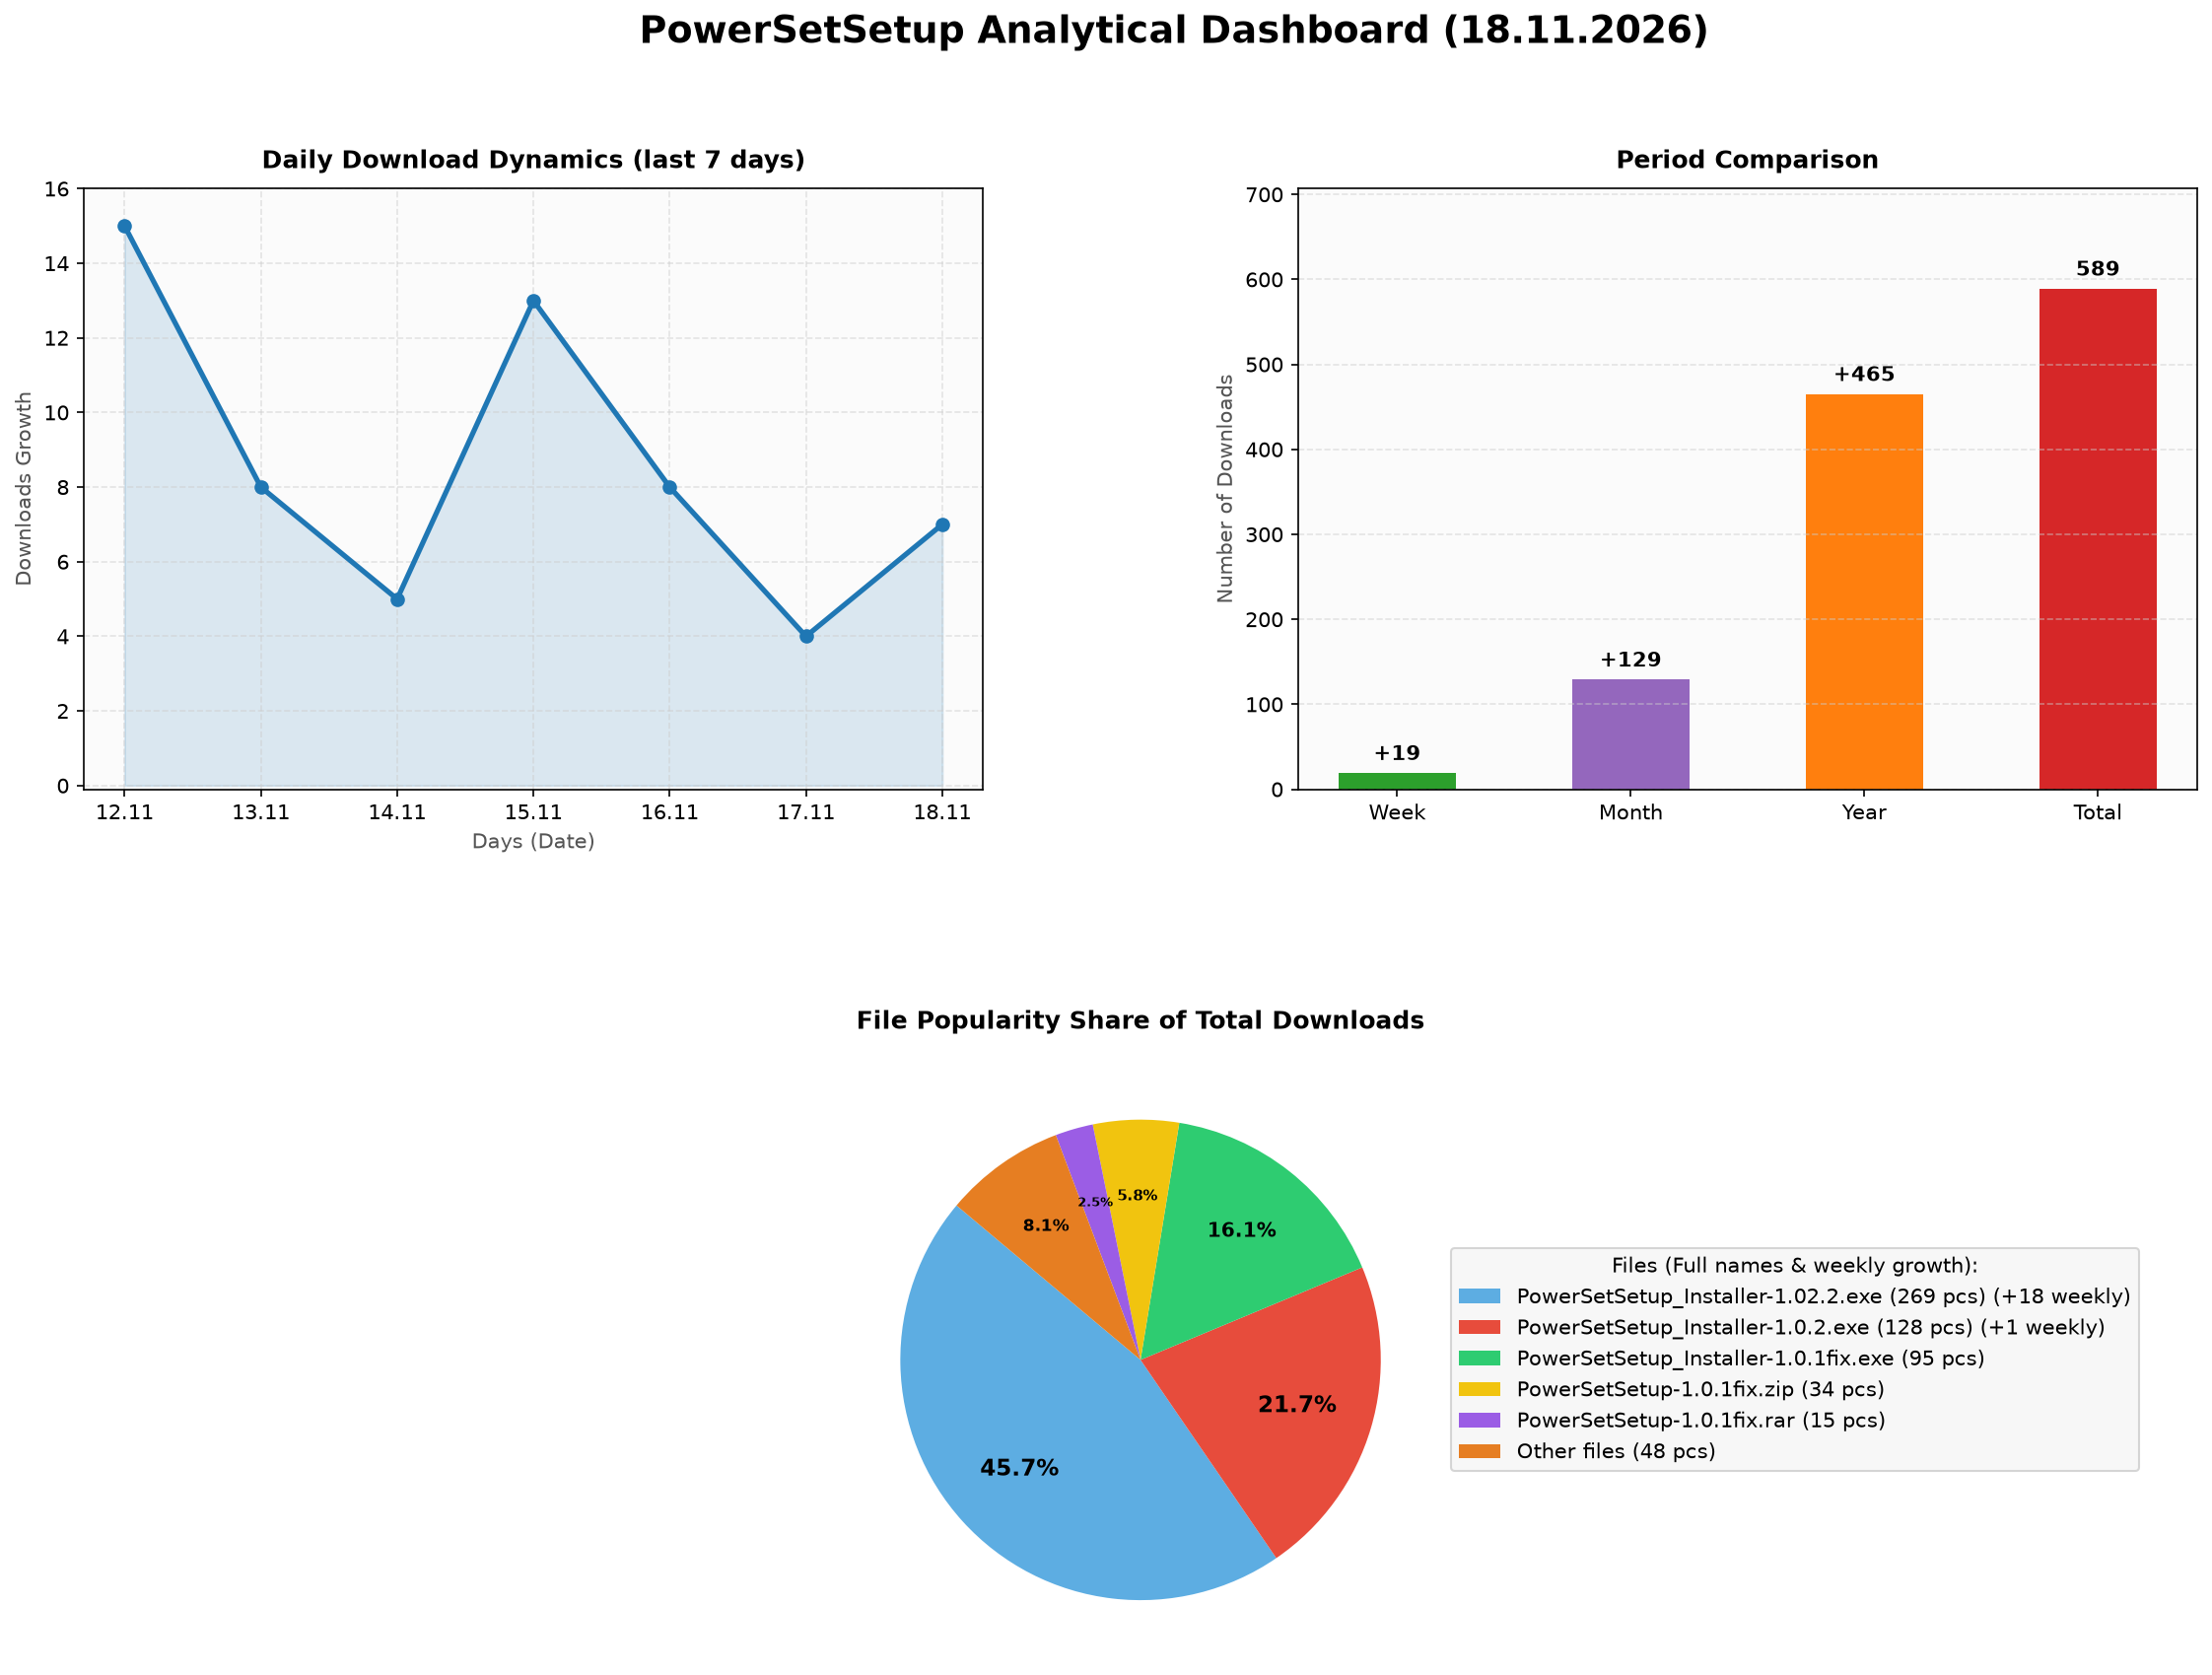 PowerSetSetup Analytical Dashboard (18.11.2026)
Daily Download Dynamics (last 7 days)
Downloads Growth
16
14
12
10
8
6
4
2
0
12.11 13.11 14.11 15.11 16.11 17.11 18.11
Days (Date)
Period Comparison
Number of Downloads
700
600
500
400
300
200
100
0
+19
+129
+465
589
Week Month Year Total
File Popularity Share of Total Downloads
45.7%
21.7%
16.1%
5.8%
2.5%
8.1%
Files (Full names & weekly growth):
PowerSetSetup_Installer-1.02.2.exe (269 pcs) (+18 weekly)
PowerSetSetup_Installer-1.0.2.exe (128 pcs) (+1 weekly)
PowerSetSetup_Installer-1.0.1fix.exe (95 pcs)
PowerSetSetup-1.0.1fix.zip (34 pcs)
PowerSetSetup-1.0.1fix.rar (15 pcs)
Other files (48 pcs)